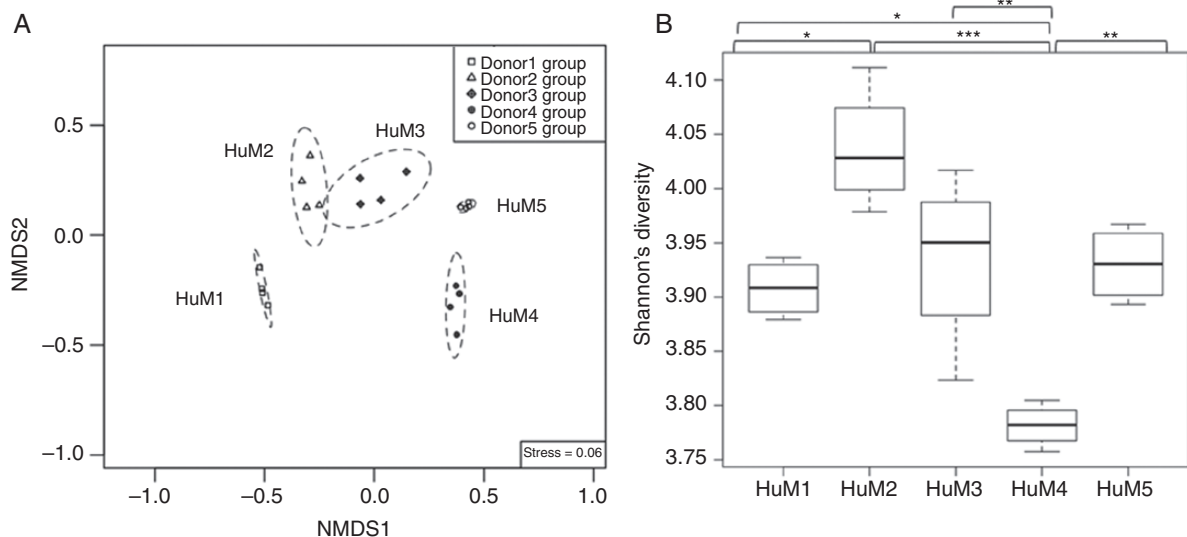 A
Donor1 group
Donor2 group
Donor3 group
Donor4 group
Donor5 group
HuM1
HuM2
HuM3
HuM4
HuM5
0.5
0.0
−0.5
−1.0
NMDS2
Stress = 0.06
−1.0
−0.5
0.0
0.5
1.0
NMDS1
B
**
*
*
***
**
4.10
4.05
4.00
3.95
3.90
3.85
3.80
3.75
Shannon's diversity
HuM1
HuM2
HuM3
HuM4
HuM5